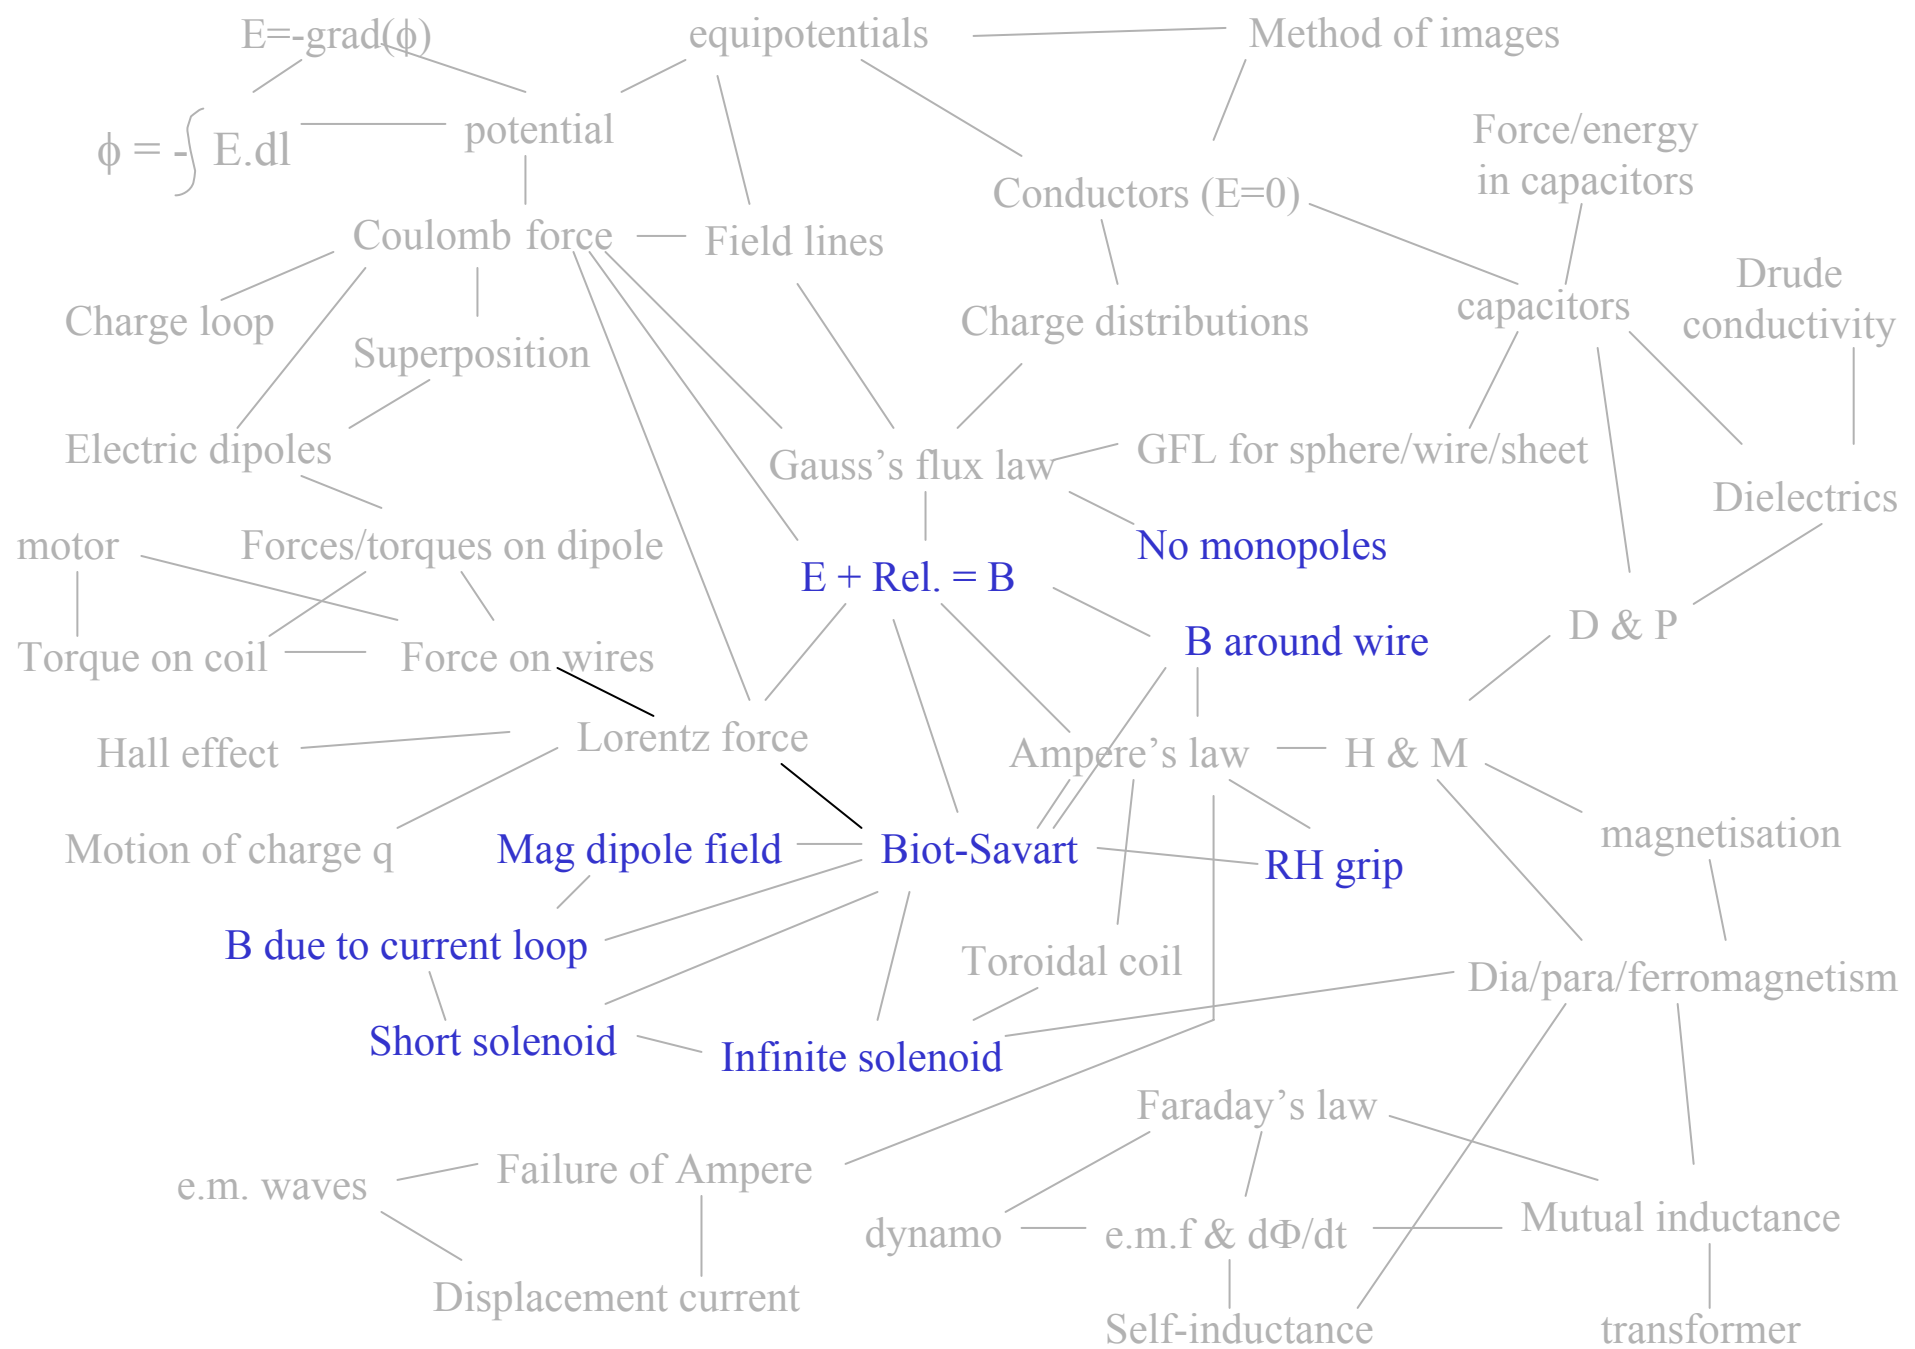 E=-grad(ϕ)
equipotentials
Method of images
ϕ = -∫ E.dl
potential
Force/energy
in capacitors
Conductors (E=0)
Coulomb force
Field lines
Drude
conductivity
Charge loop
Charge distributions
capacitors
Superposition
Electric dipoles
Gauss’s flux law
GFL for sphere/wire/sheet
Dielectrics
motor
Forces/torques on dipole
No monopoles
E + Rel. = B
D & P
B around wire
Torque on coil
Force on wires
Hall effect
Lorentz force
Ampere’s law
H & M
Motion of charge q
Mag dipole field
Biot-Savart
RH grip
magnetisation
B due to current loop
Toroidal coil
Dia/para/ferromagnetism
Short solenoid
Infinite solenoid
Faraday’s law
e.m. waves
Failure of Ampere
dynamo
e.m.f & dΦ/dt
Mutual inductance
Displacement current
Self-inductance
transformer